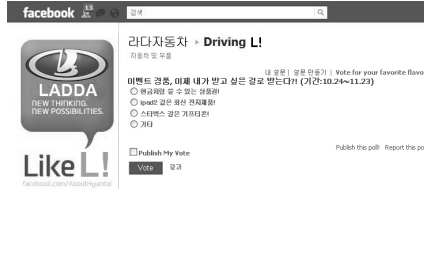 facebook 13 검색
라다자동차 ▸ Driving L!
자동차 및 부품
내 설문 | 설문 만들기 | Vote for your favorite flavo
이벤트 경품, 이제 내가 받고 싶은 걸로 받는다?! (기간:10.24~11.23)
현금처럼 쓸 수 있는 상품권!
ipad2 같은 최신 전자제품!
스타벅스 같은 기프티콘!
기타
Publish this poll! Report this po
Publish My Vote
Vote 결과
LADDA
NEW THINKING.
NEW POSSIBILITIES.
Like L!
facebook.com/AboutHyundai